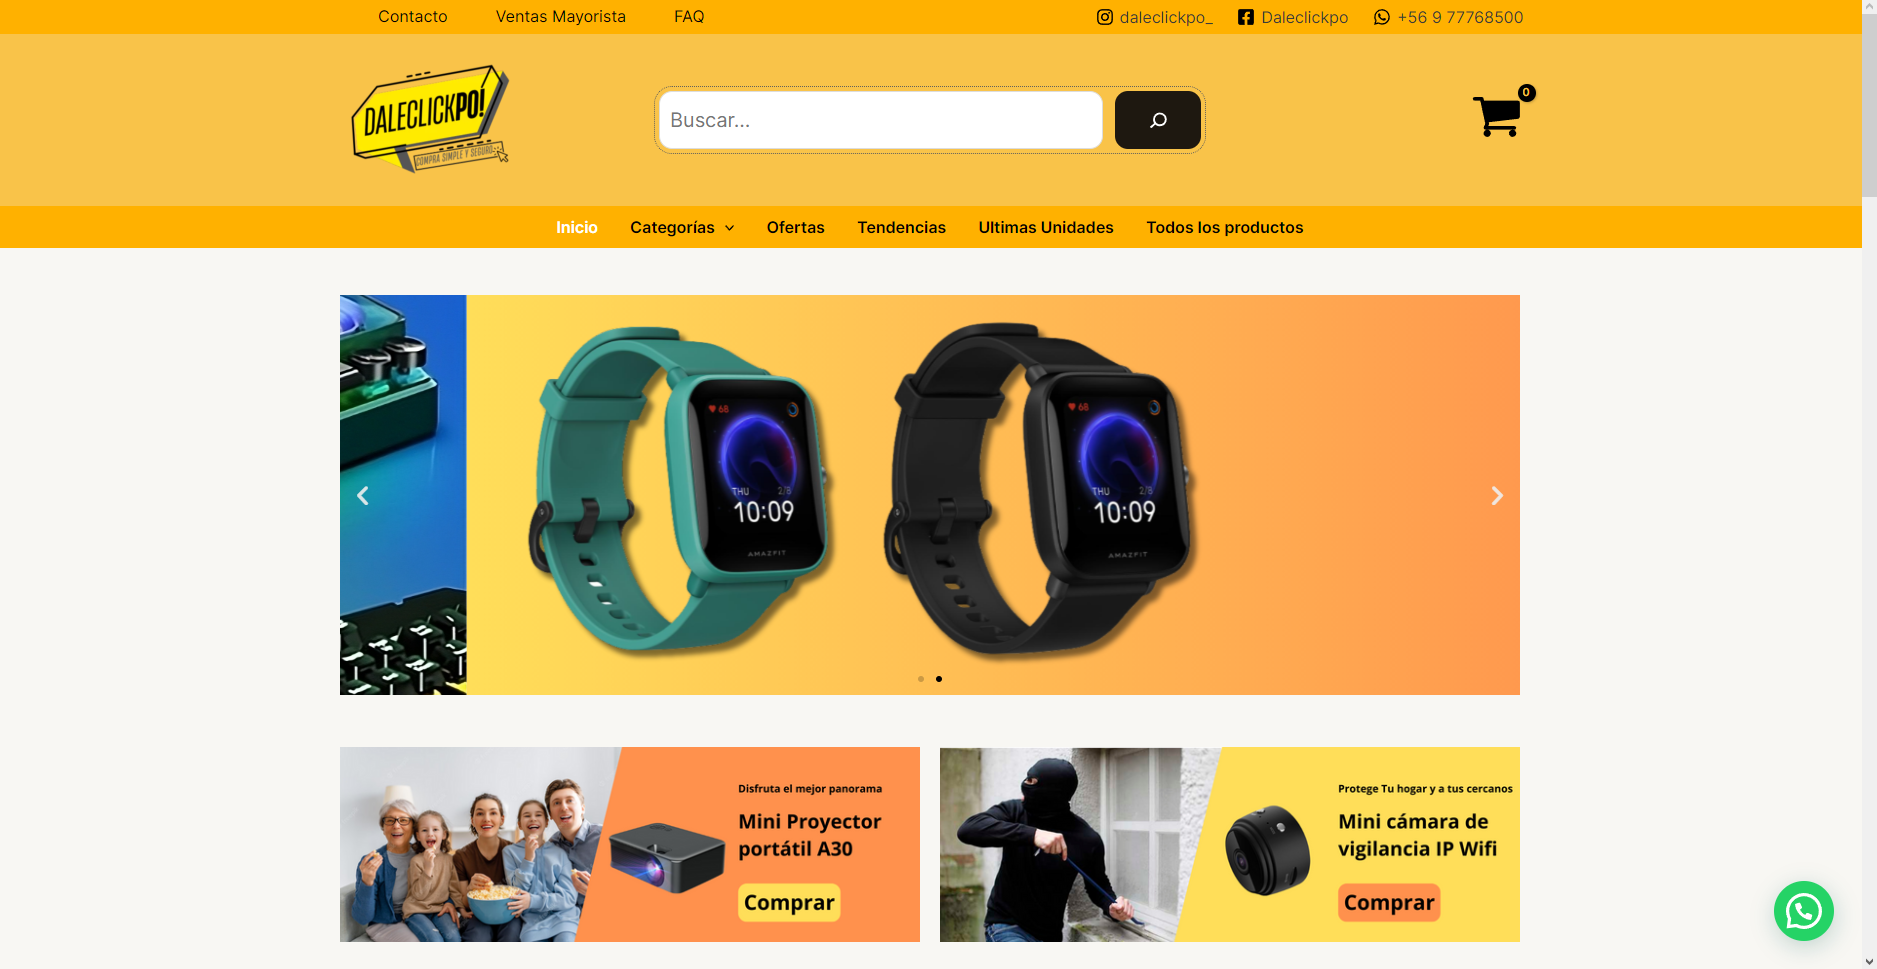 Contacto
Ventas Mayorista
FAQ
daleclickpo_
Daleclickpo
+56 9 77768500
DALECLICKPO!
COMPRA SIMPLE Y SEGURO
Buscar...
0
Inicio
Categorías
Ofertas
Tendencias
Ultimas Unidades
Todos los productos
68
THU 2/8
10:09
AMAZFIT
68
THU 2/8
10:09
AMAZFIT
Disfruta el mejor panorama
Mini Proyector
portátil A30
Comprar
Protege Tu hogar y a tus cercanos
Mini cámara de
vigilancia IP Wifi
Comprar